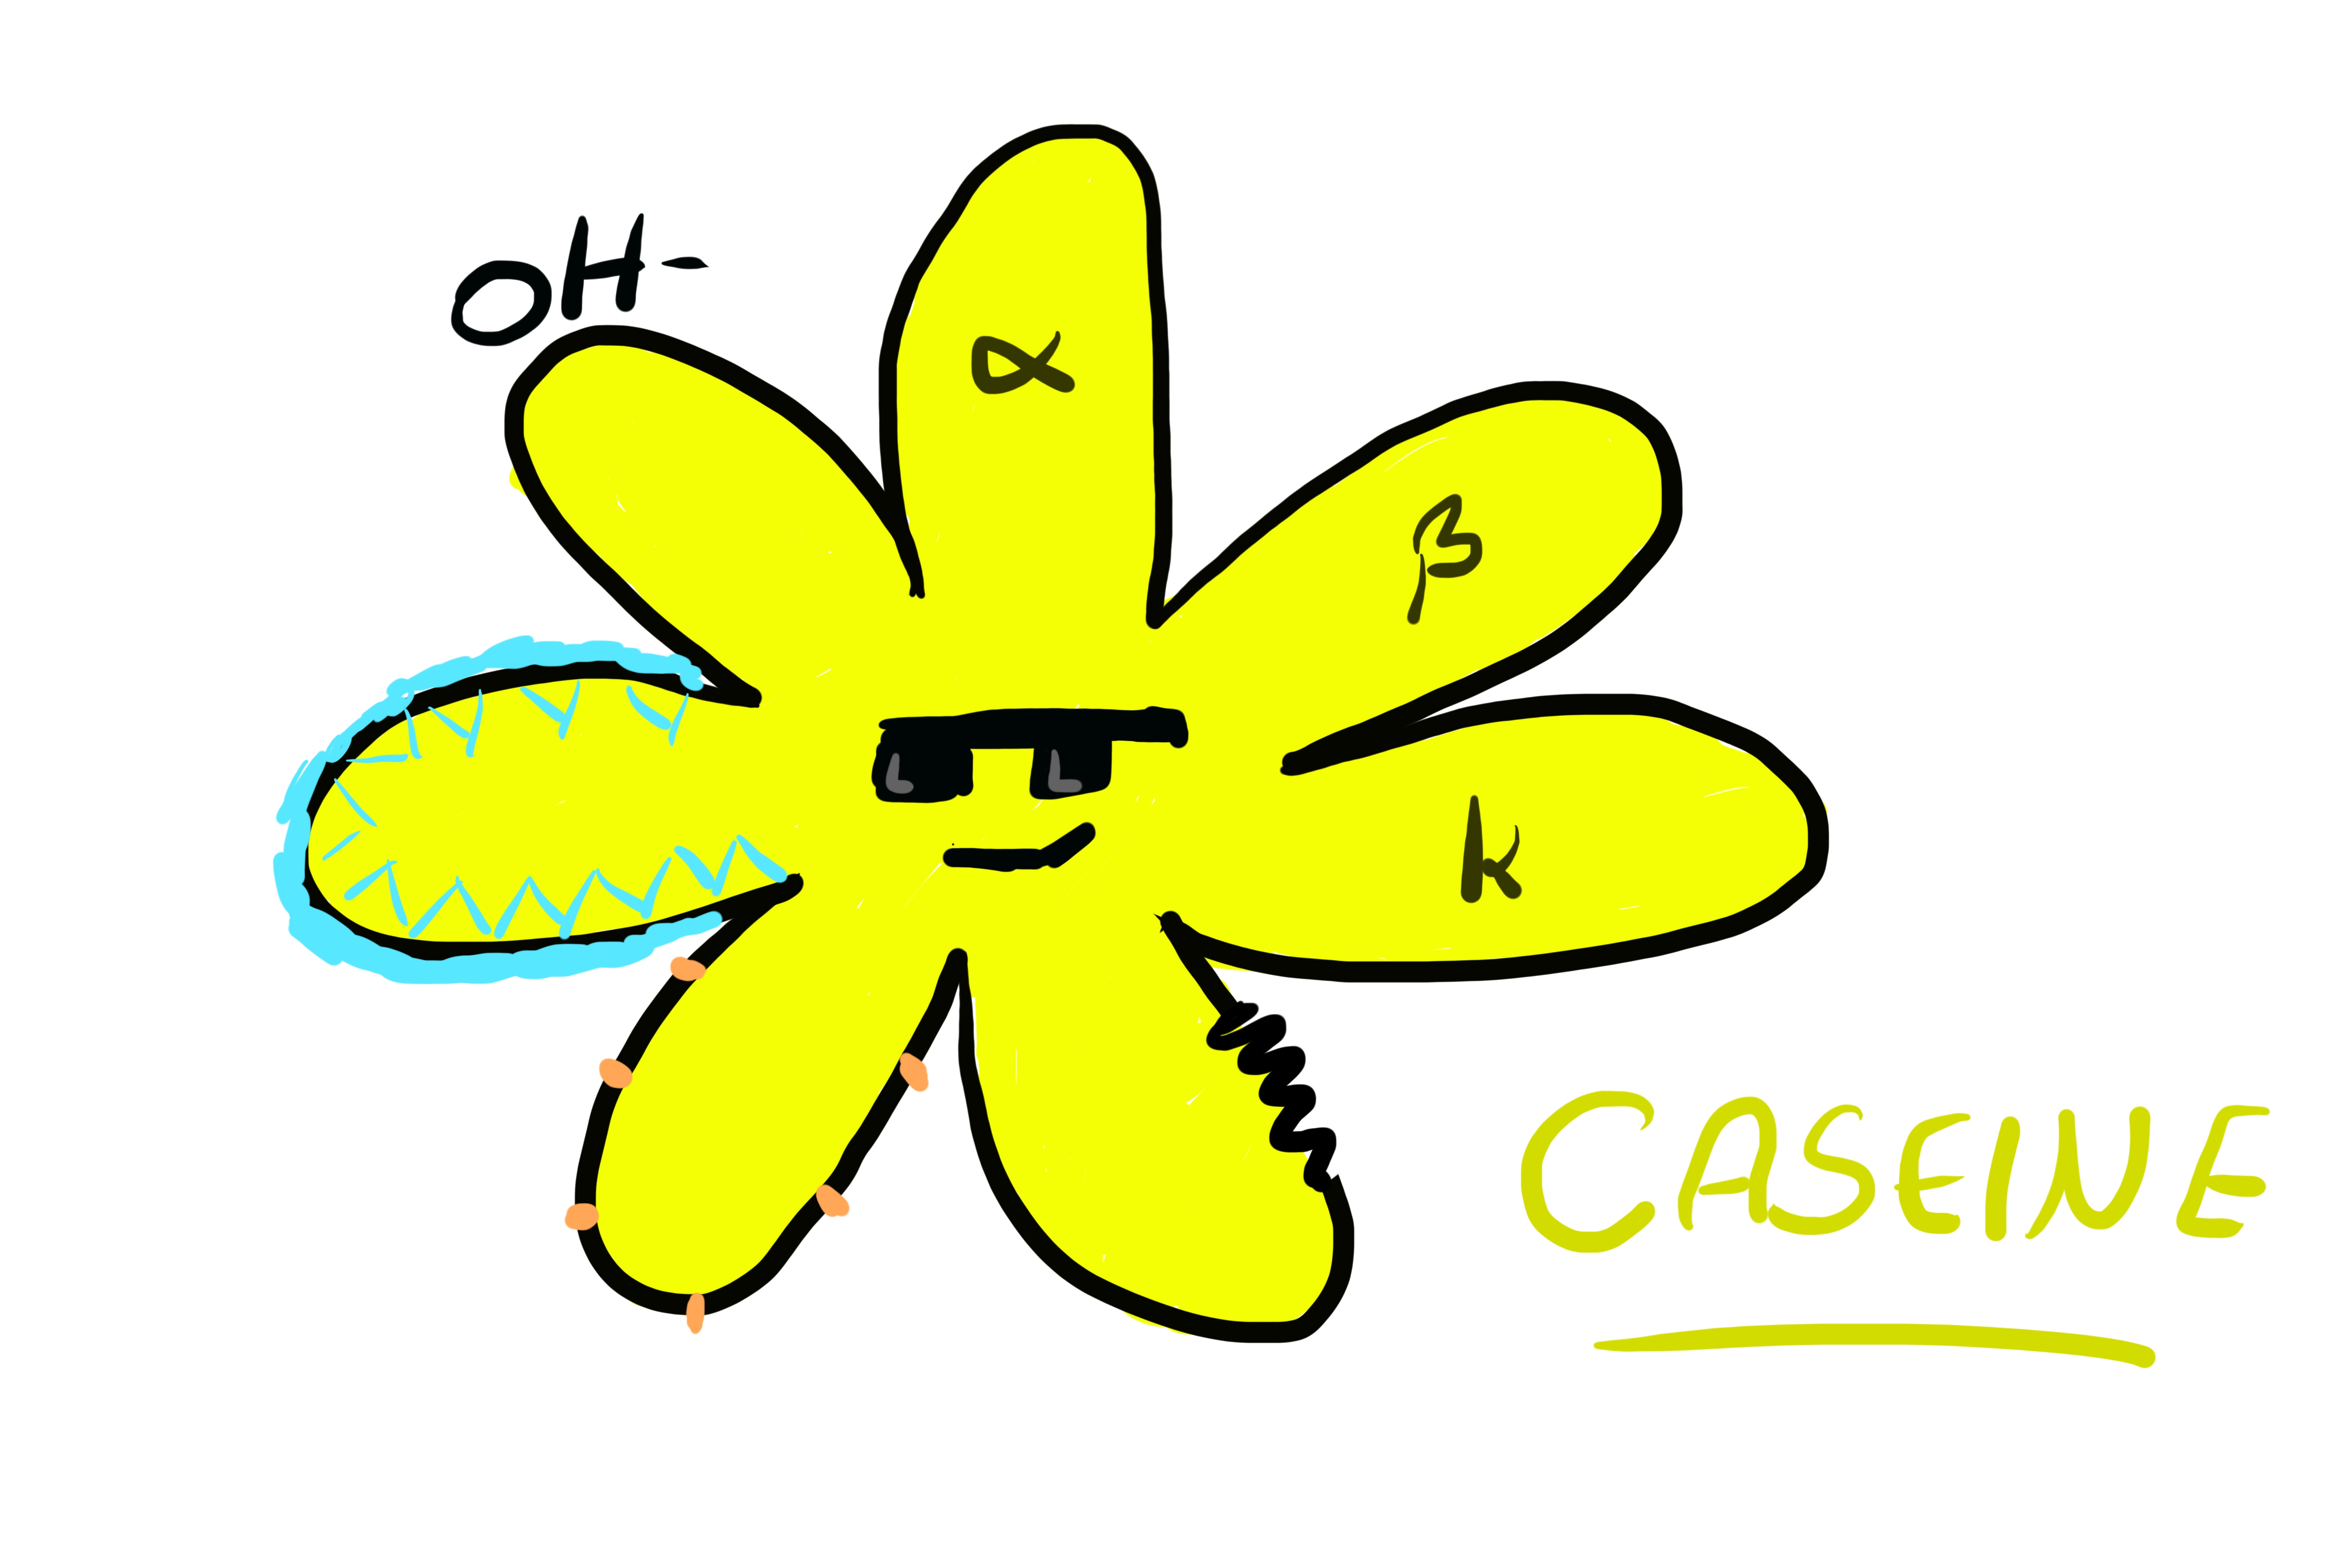 OH-
α
β
k
CASEINE